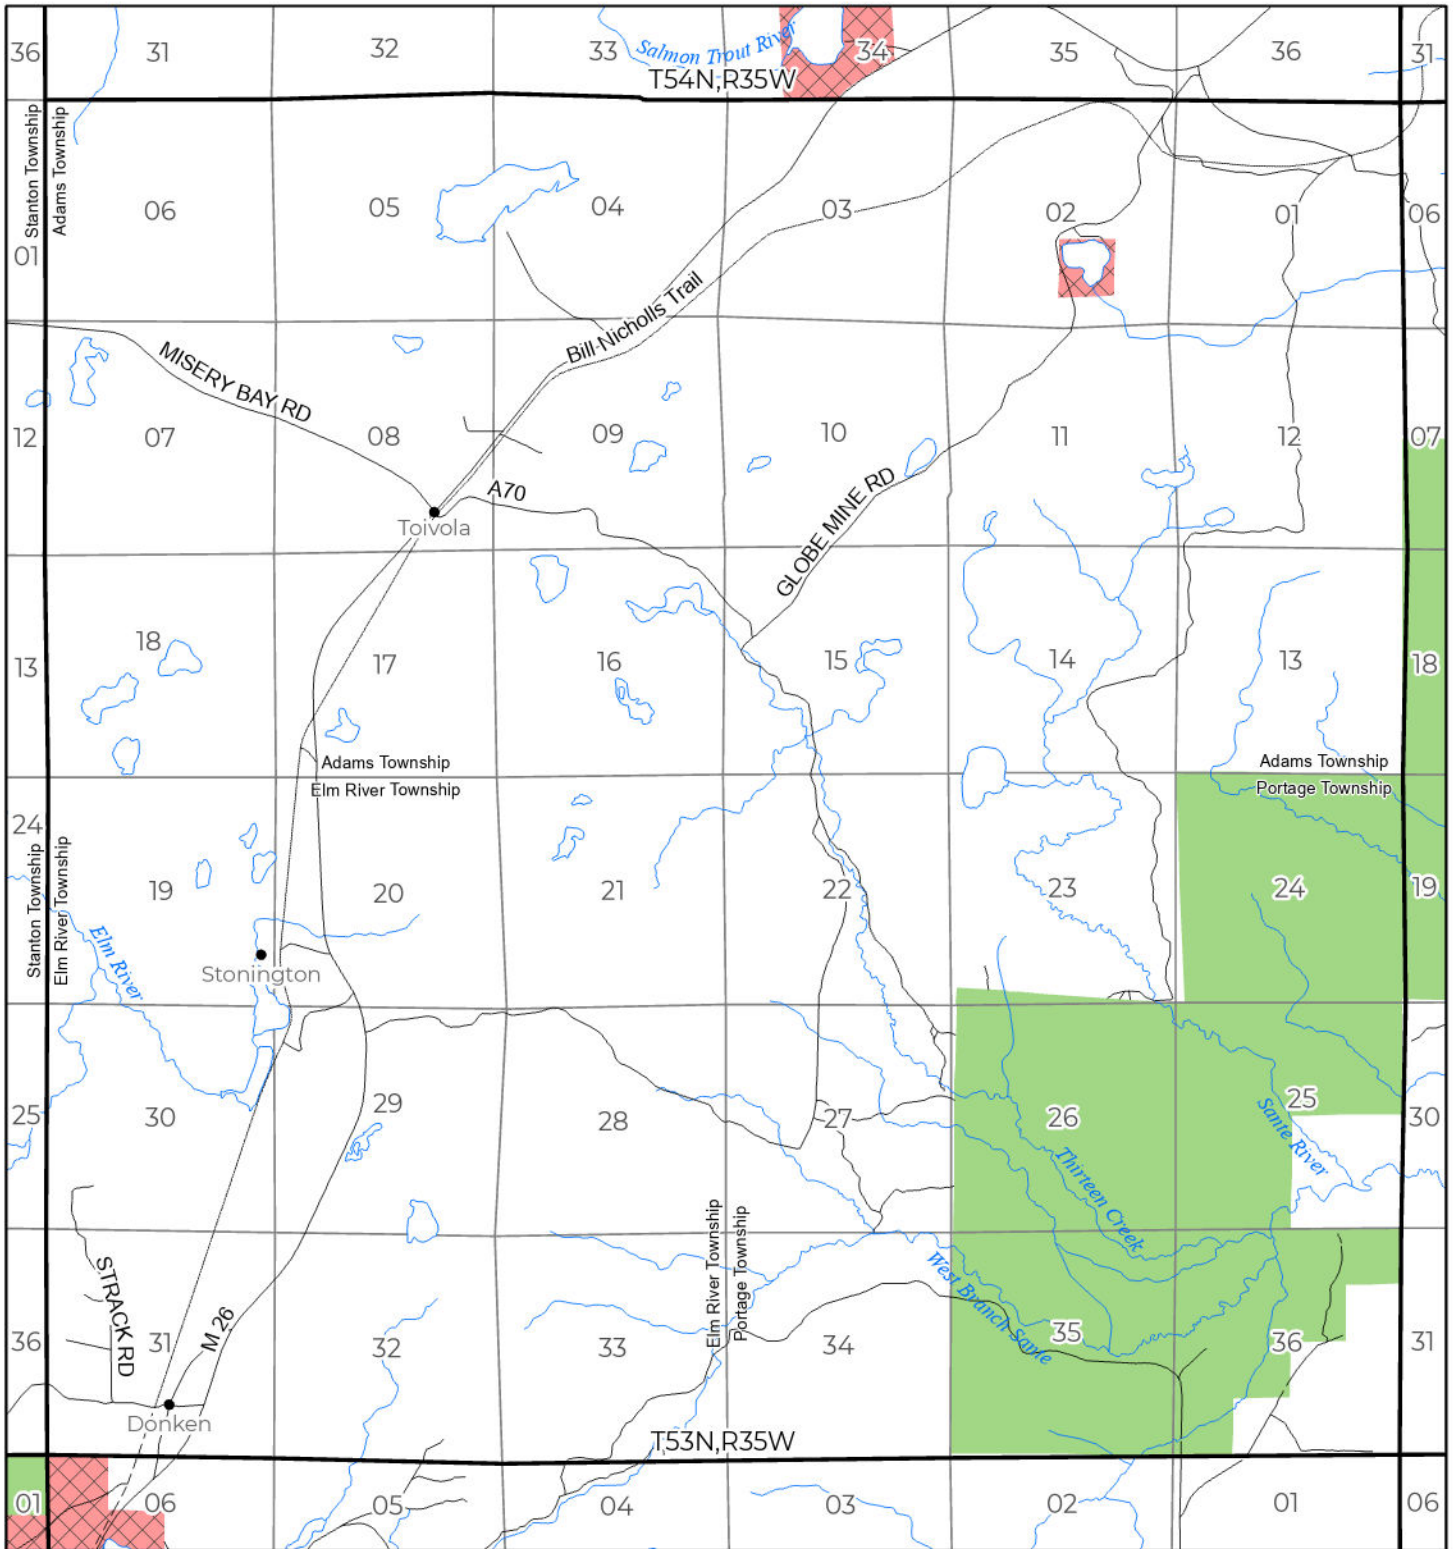 36 31 32 33 Salmon Trout River 34 35 36 31
T54N,R35W
Stanton Township
Adams Township
01 06 05 04 03 02 01 06
Bill Nicholls Trail
MISERY BAY RD
12 07 08 09 10 11 12 07
A70
GLOBE MINE RD
Toivola
13 18 17 16 15 14 13 18
Adams Township
Elm River Township
Adams Township
Portage Township
24 19 20 21 22 23 24 19
Stanton Township
Elm River Township
Elm River
Stonington
25 30 29 28 27 26 25 30
Sante River
Thirteen Creek
Elm River Township
Portage Township
West Branch Sante
STRACK RD
M 26
36 31 32 33 34 35 36 31
Donken
T53N,R35W
01 06 05 04 03 02 01 06